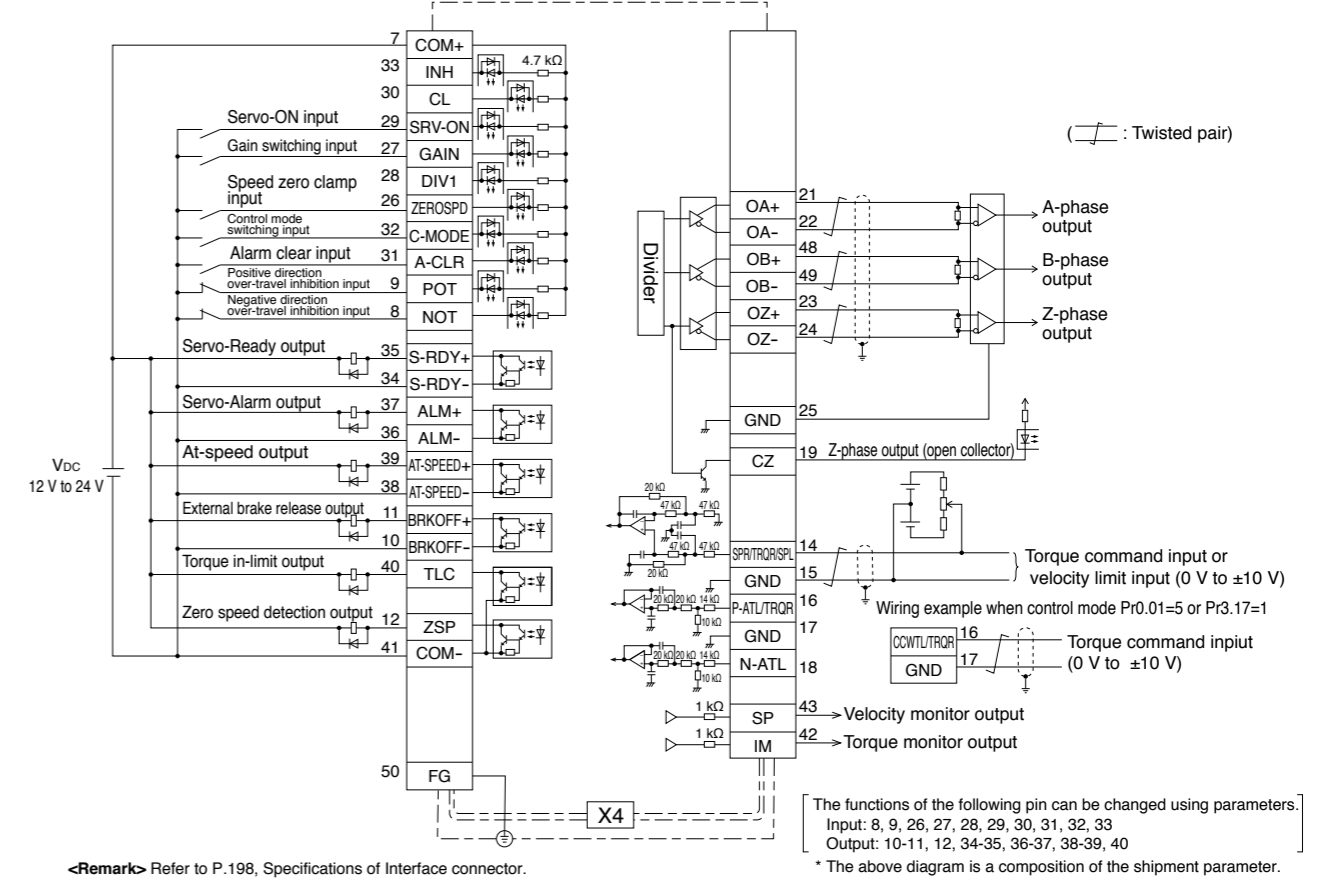 7 COM+
33 INH 4.7 kΩ
30 CL
Servo-ON input 29 SRV-ON
Gain switching input 27 GAIN
28 DIV1
Speed zero clamp
input 26 ZEROSPD
Control mode
switching input 32 C-MODE
Alarm clear input 31 A-CLR
Positive direction
over-travel inhibition input 9 POT
Negative direction
over-travel inhibition input 8 NOT
Servo-Ready output 35 S-RDY+
34 S-RDY-
Servo-Alarm output 37 ALM+
36 ALM-
At-speed output 39 AT-SPEED+
38 AT-SPEED-
External brake release output 11 BRKOFF+
10 BRKOFF-
Torque in-limit output 40 TLC
Zero speed detection output 12 ZSP
41 COM-
50 FG
VDC
12 V to 24 V
X4
( : Twisted pair)
Divider
OA+ 21
OA- 22
A-phase
output
OB+ 48
OB- 49
B-phase
output
OZ+ 23
OZ- 24
Z-phase
output
GND 25
CZ 19 Z-phase output (open collector)
20 kΩ
47 kΩ 47 kΩ
47 kΩ 47 kΩ
20 kΩ
SPR/TRQR/SPL 14
GND 15
Torque command input or
velocity limit input (0 V to ±10 V)
20 kΩ 20 kΩ 14 kΩ
10 kΩ
P-ATL/TRQR 16
GND 17
20 kΩ 20 kΩ 14 kΩ
10 kΩ
N-ATL 18
Wiring example when control mode Pr0.01=5 or Pr3.17=1
CCWTL/TRQR 16
GND 17
Torque command inpiut
(0 V to ±10 V)
1 kΩ SP 43 Velocity monitor output
1 kΩ IM 42 Torque monitor output
The functions of the following pin can be changed using parameters.
Input: 8, 9, 26, 27, 28, 29, 30, 31, 32, 33
Output: 10-11, 12, 34-35, 36-37, 38-39, 40
* The above diagram is a composition of the shipment parameter.
<Remark> Refer to P.198, Specifications of Interface connector.